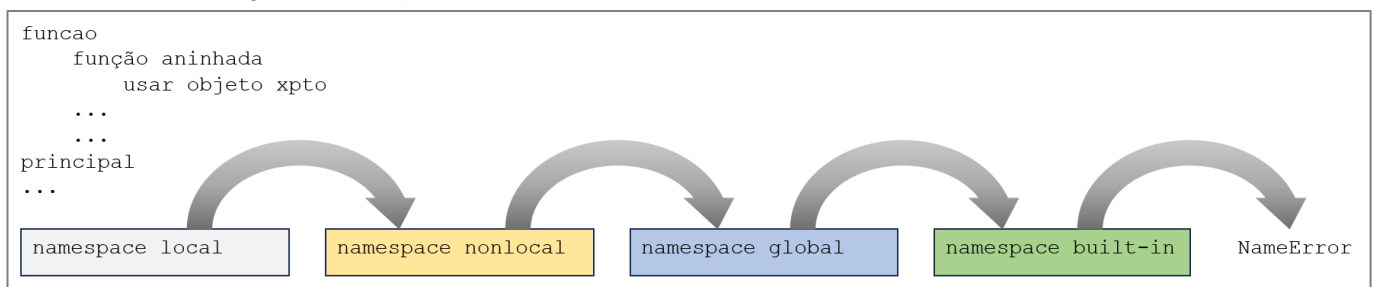 funcao
função aninhada
usar objeto xpto
...
...
principal
...
namespace local
namespace nonlocal
namespace global
namespace built-in
NameError